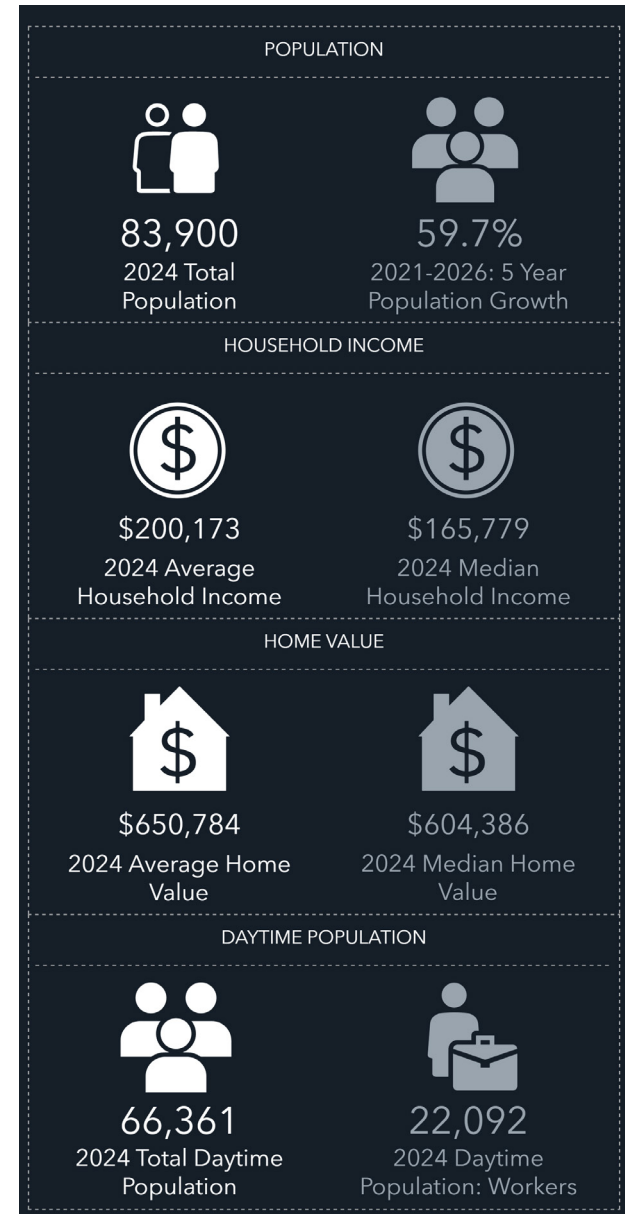 POPULATION
83,900
2024 Total
Population
59.7%
2021-2026: 5 Year
Population Growth
HOUSEHOLD INCOME
$
$200,173
2024 Average
Household Income
$
$165,779
2024 Median
Household Income
HOME VALUE
$
$650,784
2024 Average Home
Value
$
$604,386
2024 Median Home
Value
DAYTIME POPULATION
66,361
2024 Total Daytime
Population
22,092
2024 Daytime
Population: Workers